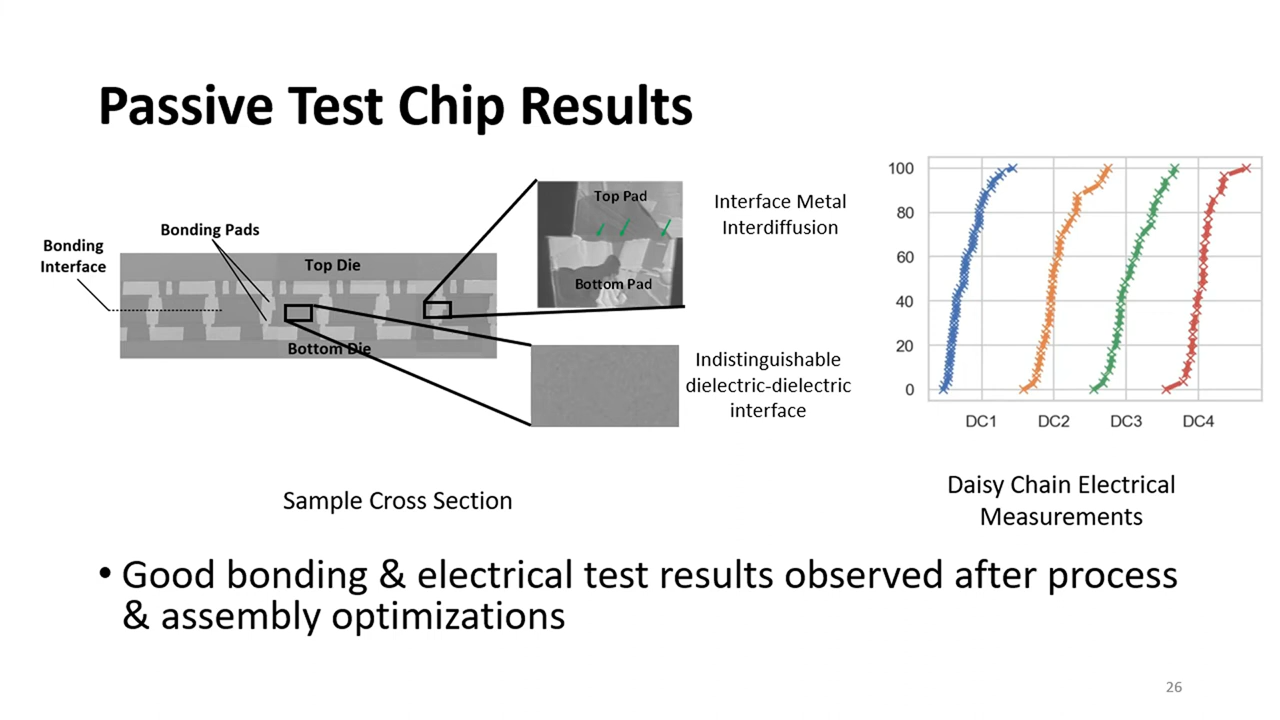 Passive Test Chip Results
Bonding
Interface
Bonding Pads
Top Die
Bottom Die
Top Pad
Bottom Pad
Interface Metal
Interdiffusion
Indistinguishable
dielectric-dielectric
interface
Sample Cross Section
100
80
60
40
20
0
DC1 DC2 DC3 DC4
Daisy Chain Electrical
Measurements
• Good bonding & electrical test results observed after process
& assembly optimizations
26